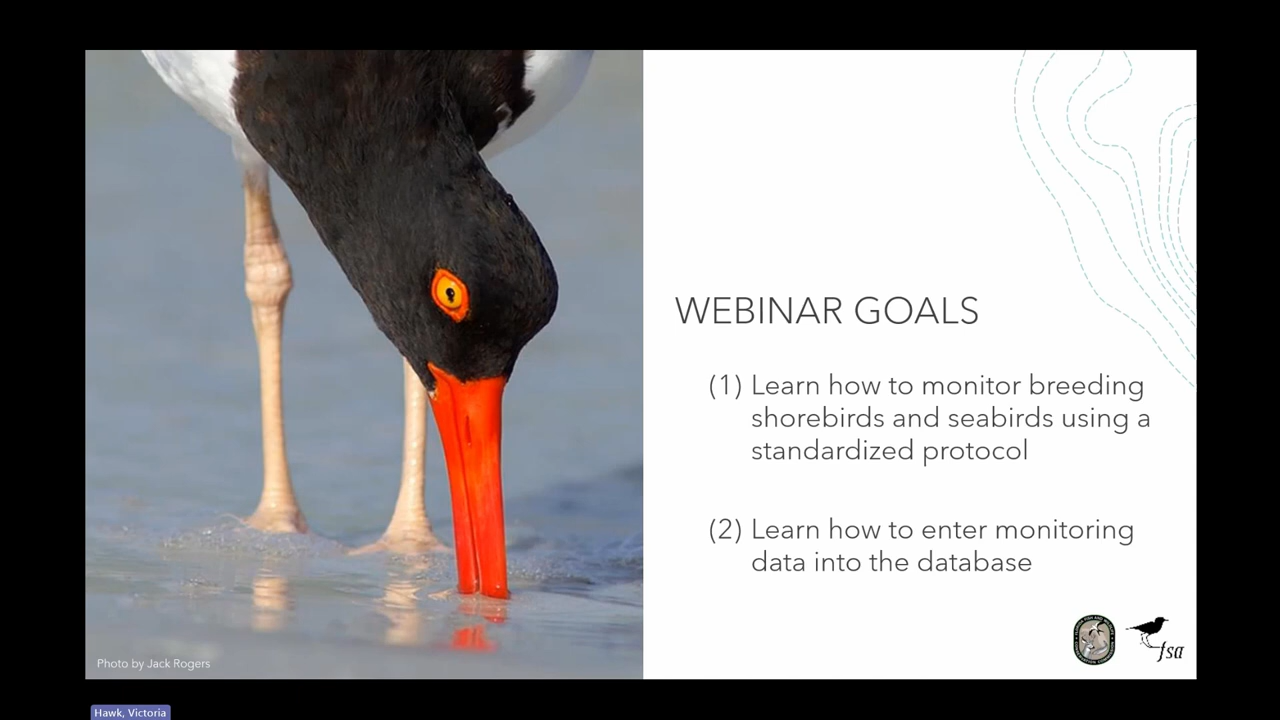 WEBINAR GOALS
(1) Learn how to monitor breeding
shorebirds and seabirds using a
standardized protocol
(2) Learn how to enter monitoring
data into the database
Photo by Jack Rogers
fsa
Hawk, Victoria